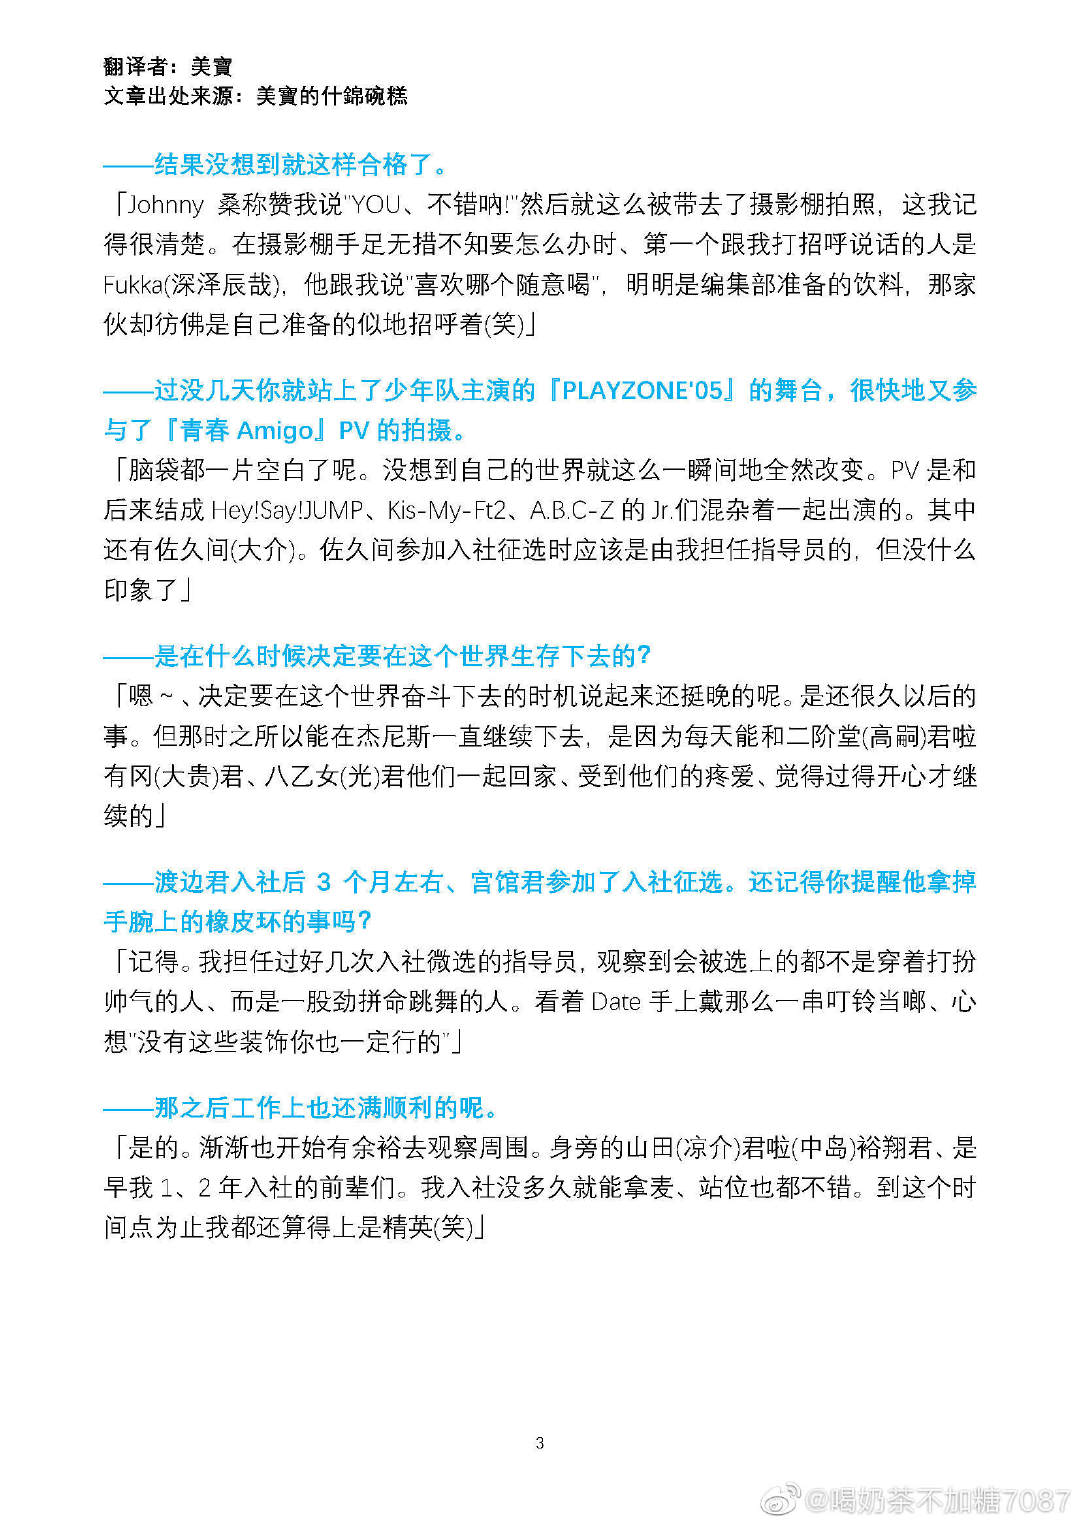 翻译者：美寶
文章出处来源：美寶的什錦碗糕
——结果没想到就这样合格了。
「Johnny 桑称赞我说"YOU、不错吶!"然后就这么被带去了摄影棚拍照，这我记
得很清楚。在摄影棚手足无措不知要怎么办时、第一个跟我打招呼说话的人是
Fukka(深泽辰哉)，他跟我说"喜欢哪个随意喝"，明明是编集部准备的饮料，那家
伙却彷佛是自己准备的似地招呼着(笑)」
——过没几天你就站上了少年队主演的『PLAYZONE'05』的舞台，很快地又参
与了『青春 Amigo』PV 的拍摄。
「脑袋都一片空白了呢。没想到自己的世界就这么一瞬间地全然改变。PV 是和
后来结成 Hey!Say!JUMP、Kis-My-Ft2、A.B.C-Z 的 Jr.们混杂着一起出演的。其中
还有佐久间(大介)。佐久间参加入社征选时应该是由我担任指导员的，但没什么
印象了」
——是在什么时候决定要在这个世界生存下去的？
「嗯～、决定要在这个世界奋斗下去的时机说起来还挺晚的呢。是还很久以后的
事。但那时之所以能在杰尼斯一直继续下去，是因为每天能和二阶堂(高嗣)君啦
有冈(大贵)君、八乙女(光)君他们一起回家、受到他们的疼爱、觉得过得开心才继
续的」
——渡边君入社后 3 个月左右、宫馆君参加了入社征选。还记得你提醒他拿掉
手腕上的橡皮环的事吗？
「记得。我担任过好几次入社微选的指导员，观察到会被选上的都不是穿着打扮
帅气的人、而是一股劲拼命跳舞的人。看着 Date 手上戴那么一串叮铃当啷、心
想"没有这些装饰你也一定行的"」
——那之后工作上也还满顺利的呢。
「是的。渐渐也开始有余裕去观察周围。身旁的山田(凉介)君啦(中岛)裕翔君、是
早我 1、2 年入社的前辈们。我入社没多久就能拿麦、站位也都不错。到这个时
间点为止我都还算得上是精英(笑)」
3
@喝奶茶不加糖7087